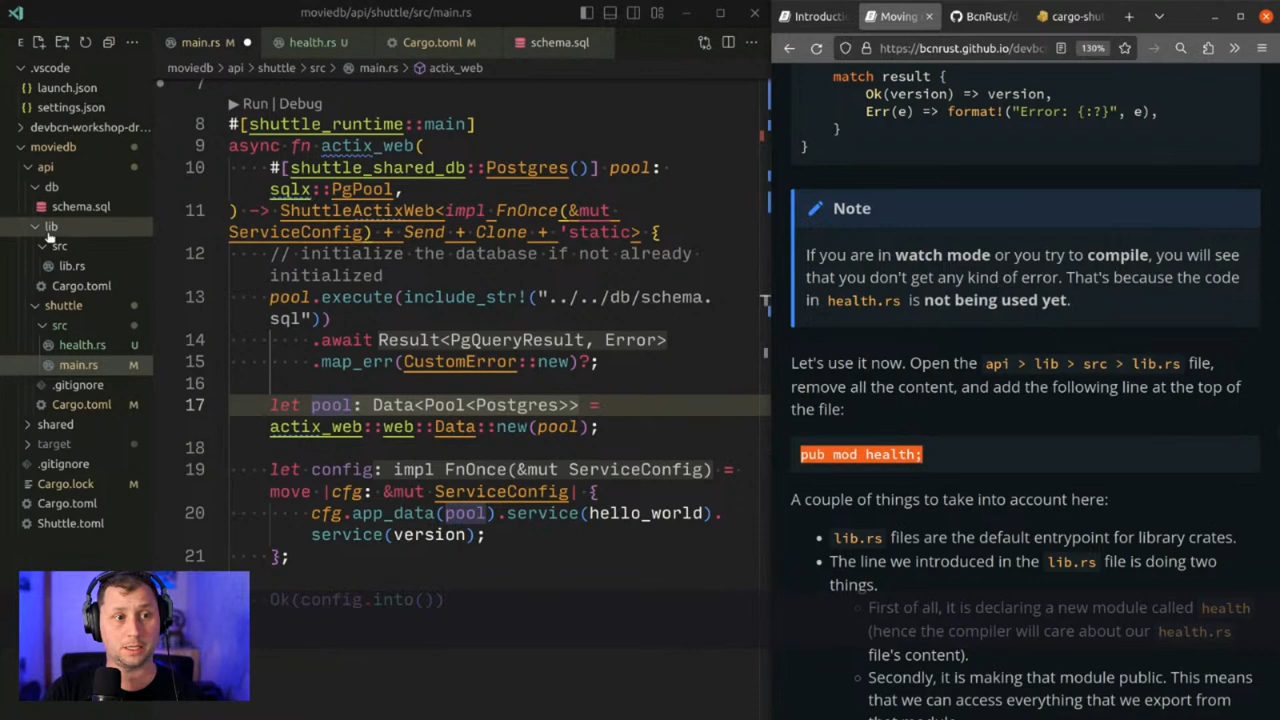 moviedb/api/shuttle/src/main.rs
E
.vscode
launch.json
settings.json
devbcn-workshop-dr...
moviedb
api
db
schema.sql
lib
src
lib.rs
Cargo.toml
shuttle
src
health.rs U
main.rs M
.gitignore
Cargo.toml M
shared
target
.gitignore
Cargo.lock
Cargo.toml
Shuttle.toml
main.rs M
health.rs U
Cargo.toml M
schema.sql
moviedb > api > shuttle > src > main.rs > actix_web
7
Run | Debug
8 #[shuttle_runtime::main]
9 async fn actix_web(
10 #[shuttle_shared_db::Postgres()] pool:
sqlx::PgPool,
11 ) -> ShuttleActixWeb<impl FnOnce(&mut
ServiceConfig) + Send + Clone + 'static> {
12 // initialize the database if not already
initialized
13 pool.execute(include_str!("../../db/schema.
sql"))
14 .await Result<PgQueryResult, Error>
15 .map_err(CustomError::new)?;
16
17 let pool: Data<Pool<Postgres>> =
actix_web::web::Data::new(pool);
18
19 let config: impl FnOnce(&mut ServiceConfig) =
move |cfg: &mut ServiceConfig| {
20 cfg.app_data(pool).service(hello_world).
service(version);
21 };
Ok(config.into())
Introduction
Moving
BcnRust/d
cargo-shu
https://bcnrust.github.io/devbc
130%
match result {
Ok(version) => version,
Err(e) => format!("Error: {:?}", e),
}
}
Note
If you are in watch mode or you try to compile, you will see
that you don't get any kind of error. That's because the code
in health.rs is not being used yet.
Let's use it now. Open the api > lib > src > lib.rs file,
remove all the content, and add the following line at the top of
the file:
pub mod health;
A couple of things to take into account here:
• lib.rs files are the default entrypoint for library crates.
• The line we introduced in the lib.rs file is doing two
things.
First of all, it is declaring a new module called health
(hence the compiler will care about our health.rs
file's content).
Secondly, it is making that module public. This means
that we can access everything that we export from